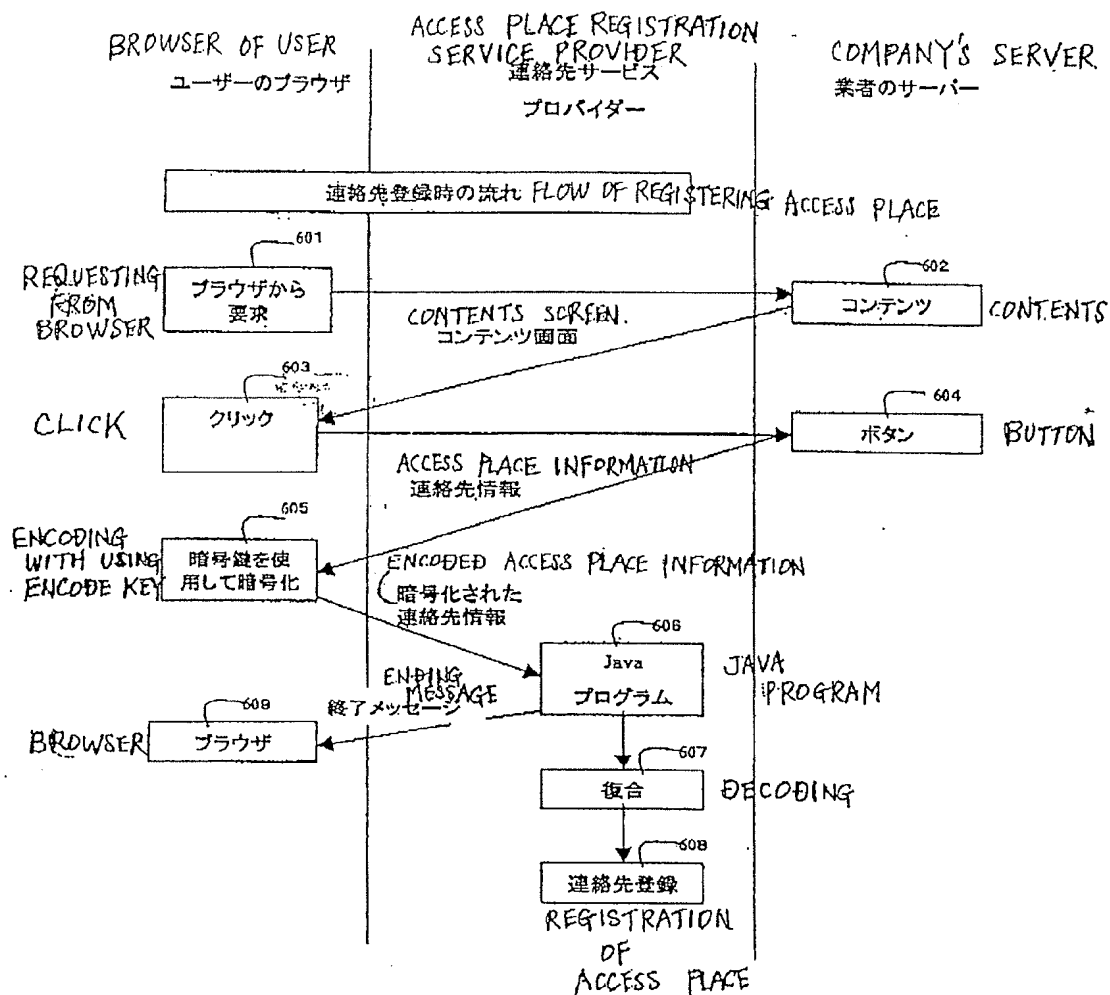 BROWSER OF USER
ユーザーのブラウザ
ACCESS PLACE REGISTRATION
SERVICE PROVIDER
連絡先サービス
プロバイダー
COMPANY'S SERVER
業者のサーバー
連絡先登録時の流れ FLOW OF REGISTERING ACCESS PLACE
601
REQUESTING
FROM
BROWSER
ブラウザから
要求
CONTENTS SCREEN.
コンテンツ画面
602
コンテンツ
CONTENTS
603
CLICK
クリック
604
ボタン
BUTTON
ACCESS PLACE INFORMATION
連絡先情報
605
ENCODING
WITH USING
ENCODE KEY
暗号鍵を使
用して暗号化
ENCODED ACCESS PLACE INFORMATION
暗号化された
連絡先情報
606
Java
プログラム
JAVA
PROGRAM
ENDING
MESSAGE
終了メッセージ
609
BROWSER
ブラウザ
607
復合
DECODING
608
連絡先登録
REGISTRATION
OF
ACCESS PLACE